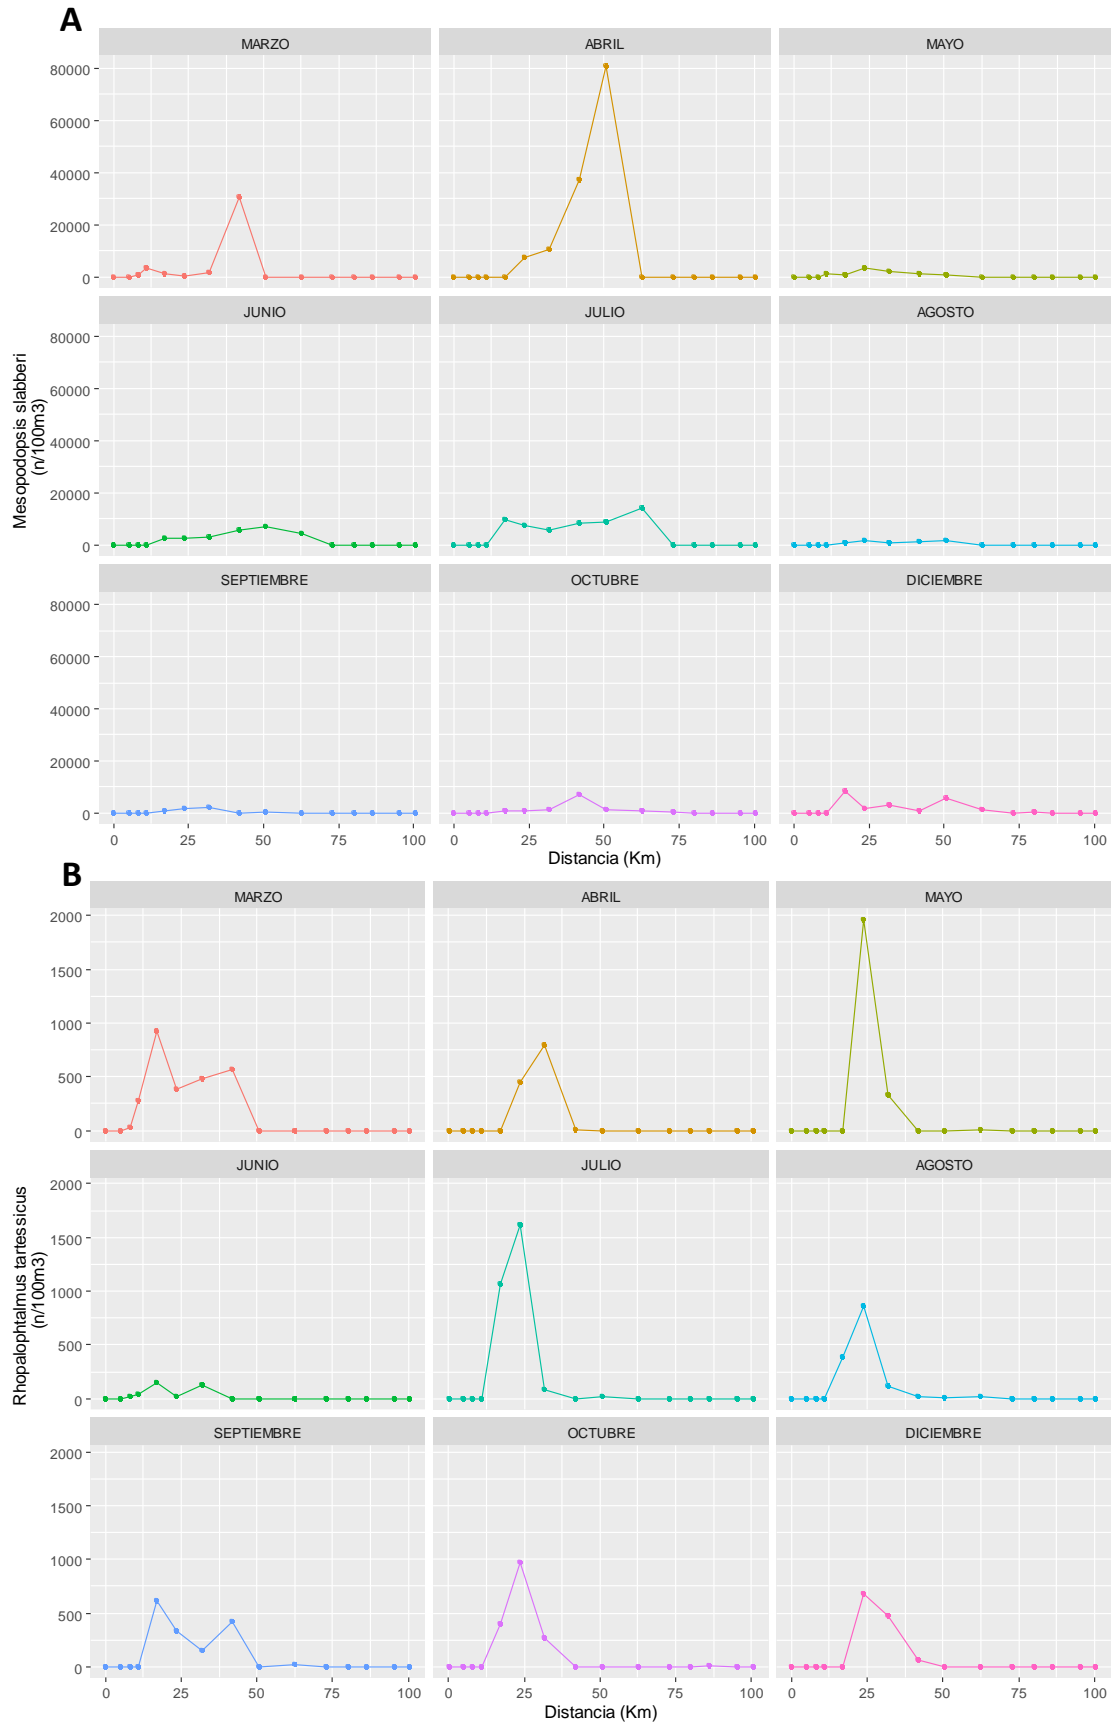 A
MARZO ABRIL MAYO
80000
60000
40000
20000
0
JUNIO JULIO AGOSTO
80000
60000
40000
20000
0
Mesopodopsis slabberi
(n/100m3)
SEPTIEMBRE OCTUBRE DICIEMBRE
80000
60000
40000
20000
0
0 25 50 75 100 0 25 50 75 100 0 25 50 75 100
Distancia (Km)
B
MARZO ABRIL MAYO
2000
1500
1000
500
0
JUNIO JULIO AGOSTO
2000
1500
1000
500
0
Rhopalophtalmus tartessicus
(n/100m3)
SEPTIEMBRE OCTUBRE DICIEMBRE
2000
1500
1000
500
0
0 25 50 75 100 0 25 50 75 100 0 25 50 75 100
Distancia (Km)